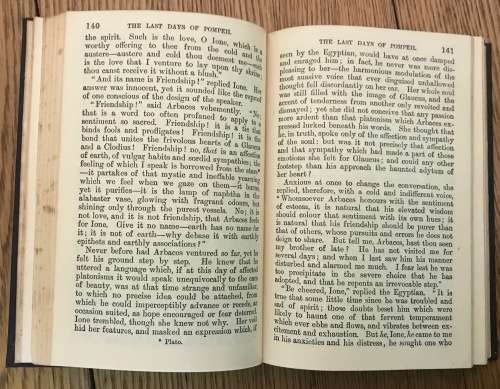 140 THE LAST DAYS OF POMPEII.
the spirit. Such is the love, O Ione, which is a
worthy offering to thee from the cold and the
austere—austere and cold thou deemest me—such
is the love that I venture to lay upon thy shrine:
thou canst receive it without a blush."
"And its name is Friendship!" replied Ione. Her
answer was innocent, yet it sounded like the reproof
of one conscious of the design of the speaker.
"Friendship!" said Arbaces vehemently. "No;
that is a word too often profaned to apply to a
sentiment so sacred. Friendship! it is a tie that
binds fools and profligates! Friendship! it is the
bond that unites the frivolous hearts of a Glaucus
and a Clodius! Friendship! no, that is an affection
of earth, of vulgar habits and sordid sympathies; the
feeling of which I speak is borrowed from the stars*
—it partakes of that mystic and ineffable yearning
which we feel when we gaze on them—it burns,
yet it purifies—it is the lamp of naphtha in the
alabaster vase, glowing with fragrant odours, but
shining only through the purest vessels. No; it is
not love, and it is not friendship, that Arbaces feels
for Ione. Give it no name—earth has no name for
it; it is not of earth—why debase it with earthly
epithets and earthly associations?"
Never before had Arbaces ventured so far, yet he
felt his ground step by step. He knew that he
uttered a language which, if at this day of affected
platonisms it would speak unequivocally to the ears
of beauty, was at that time strange and unfamiliar,
to which no precise idea could be attached, from
which he could imperceptibly advance or recede, as
occasion suited, as hope encouraged or fear deterred.
Ione trembled, though she knew not why. Her veil
hid her features, and masked an expression which, if
* Plato.
THE LAST DAYS OF POMPEII. 141
seen by the Egyptian, would have at once damped
and enraged him; in fact, he never was more dis-
pleasing to her—the harmonious modulation of the
most suasive voice that ever disguised unhallowed
thought fell discordantly on her ear. Her whole soul
was still filled with the image of Glaucus, and the
accent of tenderness from another only revolted and
dismayed; yet she did not conceive that any passion
more ardent than that platonism which Arbaces ex-
pressed lurked beneath his words. She thought that
he, in truth, spoke only of the affection and sympathy
of the soul: but was it not precisely that affection
and that sympathy which had made a part of those
emotions she felt for Glaucus; and could any other
footstep than his approach the haunted adytum of
her heart?
Anxious at once to change the conversation, she
replied, therefore, with a cold and indifferent voice,
"Whomsoever Arbaces honours with the sentiment
of esteem, it is natural that his elevated wisdom
should colour that sentiment with its own hues; it
is natural that his friendship should be purer than
that of others, whose pursuits and errors he does not
deign to share. But tell me, Arbaces, hast thou seen
my brother of late? He has not visited me for
several days; and when I last saw him his manner
disturbed and alarmed me much. I fear lest he was
too precipitate in the severe choice that he has
adopted, and that he repents an irrevocable step."
"Be cheered, Ione," replied the Egyptian. "It is
true that some little time since he was troubled and
sad of spirit; those doubts beset him which were
likely to haunt one of that fervent temperament
which ever ebbs and flows, and vibrates between ex-
citement and exhaustion. But he, Ione, he came to me
in his anxieties and his distress, he sought one who